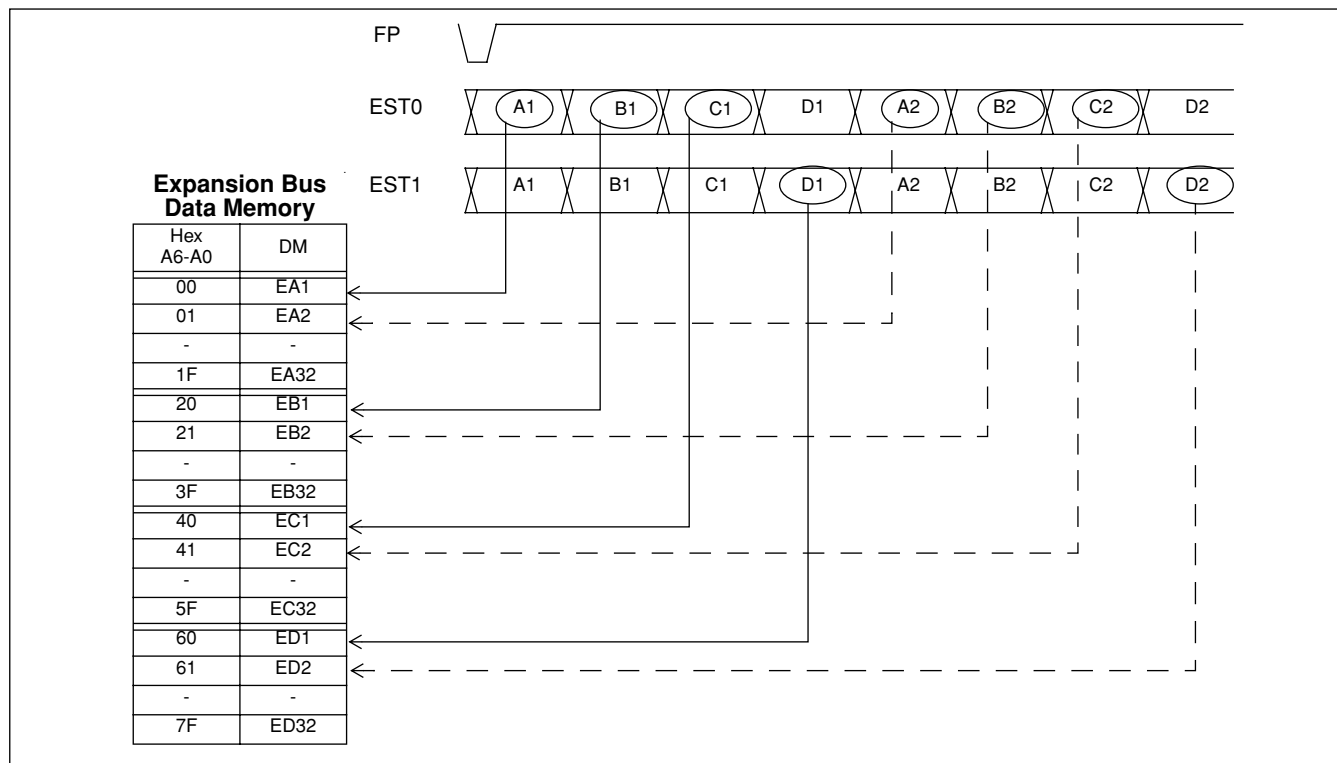 FP
EST0 A1 B1 C1 D1 A2 B2 C2 D2
EST1 A1 B1 C1 D1 A2 B2 C2 D2
Expansion Bus
Data Memory
Hex
A6-A0 DM
00 EA1
01 EA2
- -
1F EA32
20 EB1
21 EB2
- -
3F EB32
40 EC1
41 EC2
- -
5F EC32
60 ED1
61 ED2
- -
7F ED32